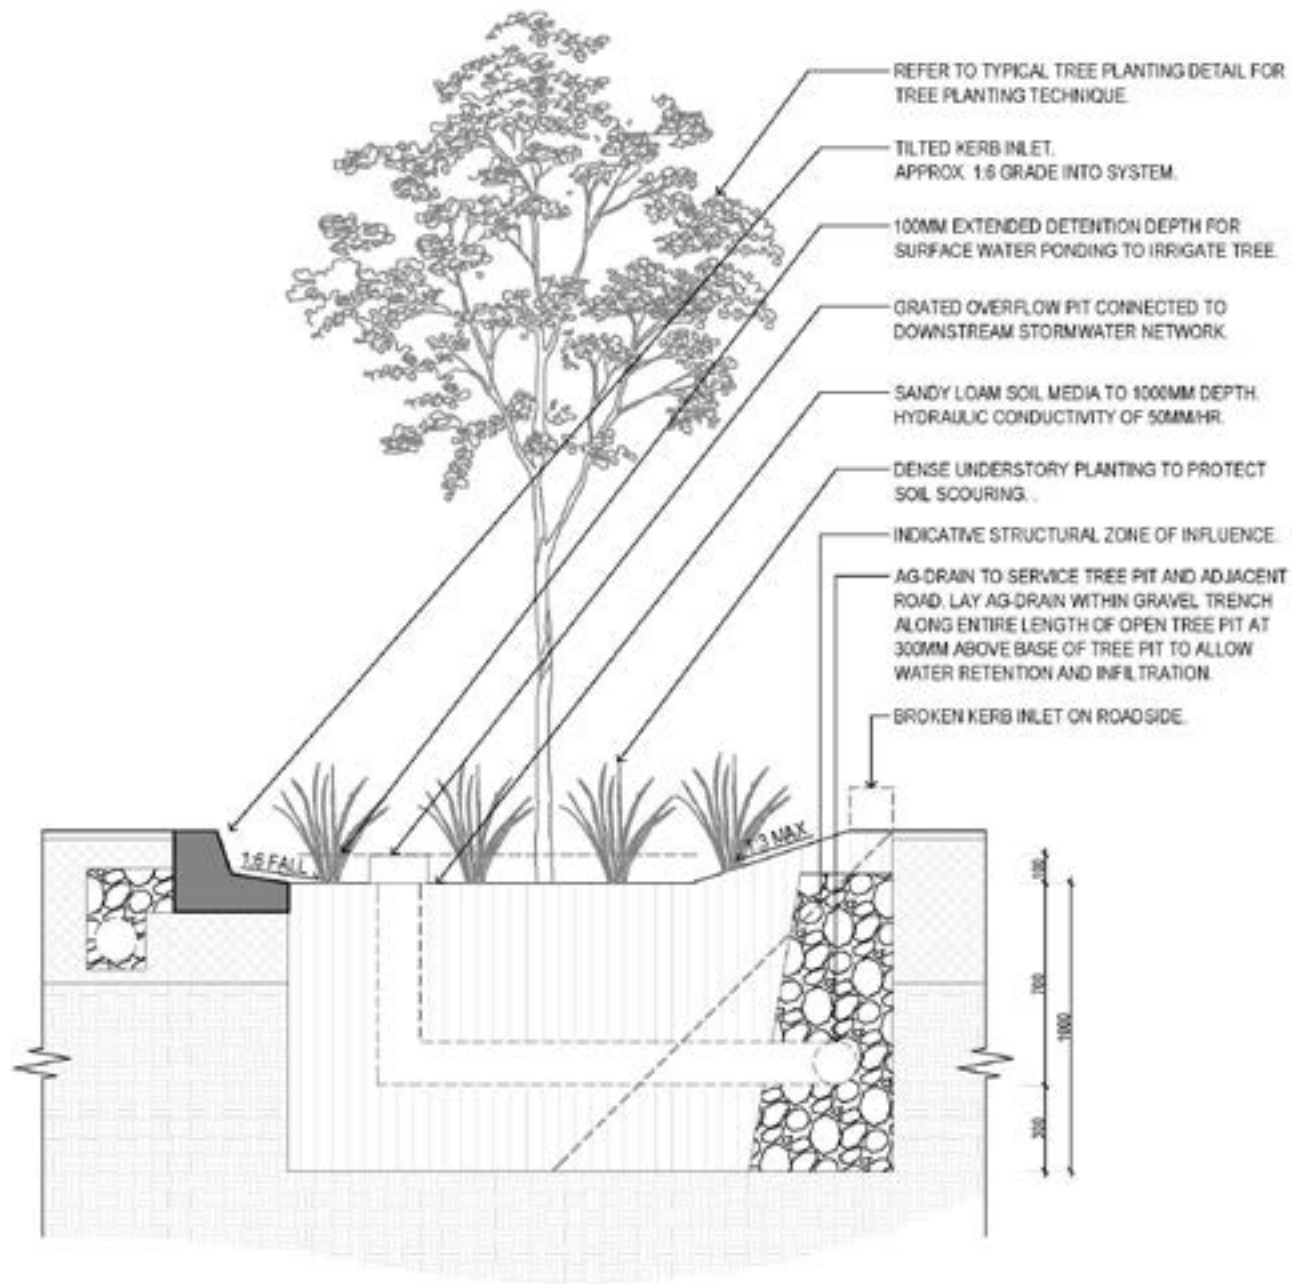 REFER TO TYPICAL TREE PLANTING DETAIL FOR
TREE PLANTING TECHNIQUE.
TILTED KERB INLET.
APPROX. 1:6 GRADE INTO SYSTEM.
100MM EXTENDED DETENTION DEPTH FOR
SURFACE WATER PONDING TO IRRIGATE TREE.
GRATED OVERFLOW PIT CONNECTED TO
DOWNSTREAM STORMWATER NETWORK.
SANDY LOAM SOIL MEDIA TO 1000MM DEPTH.
HYDRAULIC CONDUCTIVITY OF 50MM/HR.
DENSE UNDERSTORY PLANTING TO PROTECT
SOIL SCOURING. .
INDICATIVE STRUCTURAL ZONE OF INFLUENCE.
AG-DRAIN TO SERVICE TREE PIT AND ADJACENT
ROAD. LAY AG-DRAIN WITHIN GRAVEL TRENCH
ALONG ENTIRE LENGTH OF OPEN TREE PIT AT
300MM ABOVE BASE OF TREE PIT TO ALLOW
WATER RETENTION AND INFILTRATION.
BROKEN KERB INLET ON ROADSIDE.
1:6 FALL
1:3 MAX
100
700
1000
300